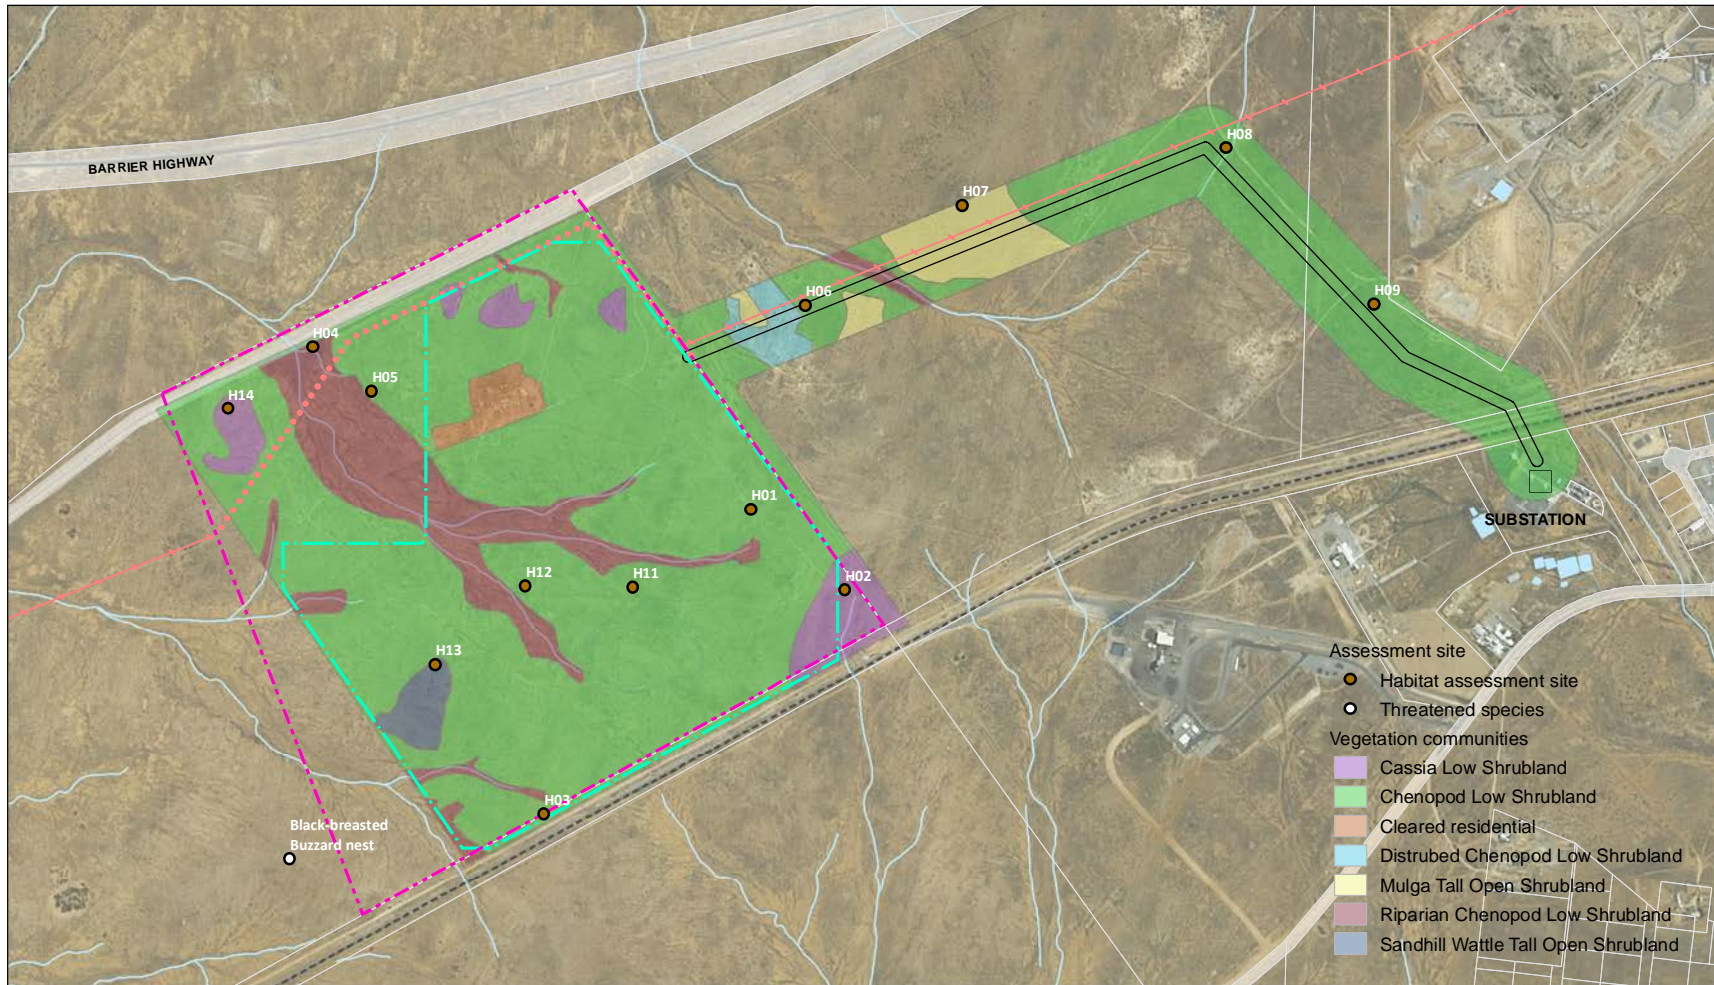 BARRIER HIGHWAY
H08
H07
H06
H09
H04
H05
H14
H01
SUBSTATION
H12
H11
H02
H13
H03
Black-breasted
Buzzard nest
Assessment site
Habitat assessment site
Threatened species
Vegetation communities
Cassia Low Shrubland
Chenopod Low Shrubland
Cleared residential
Distrubed Chenopod Low Shrubland
Mulga Tall Open Shrubland
Riparian Chenopod Low Shrubland
Sandhill Wattle Tall Open Shrubland